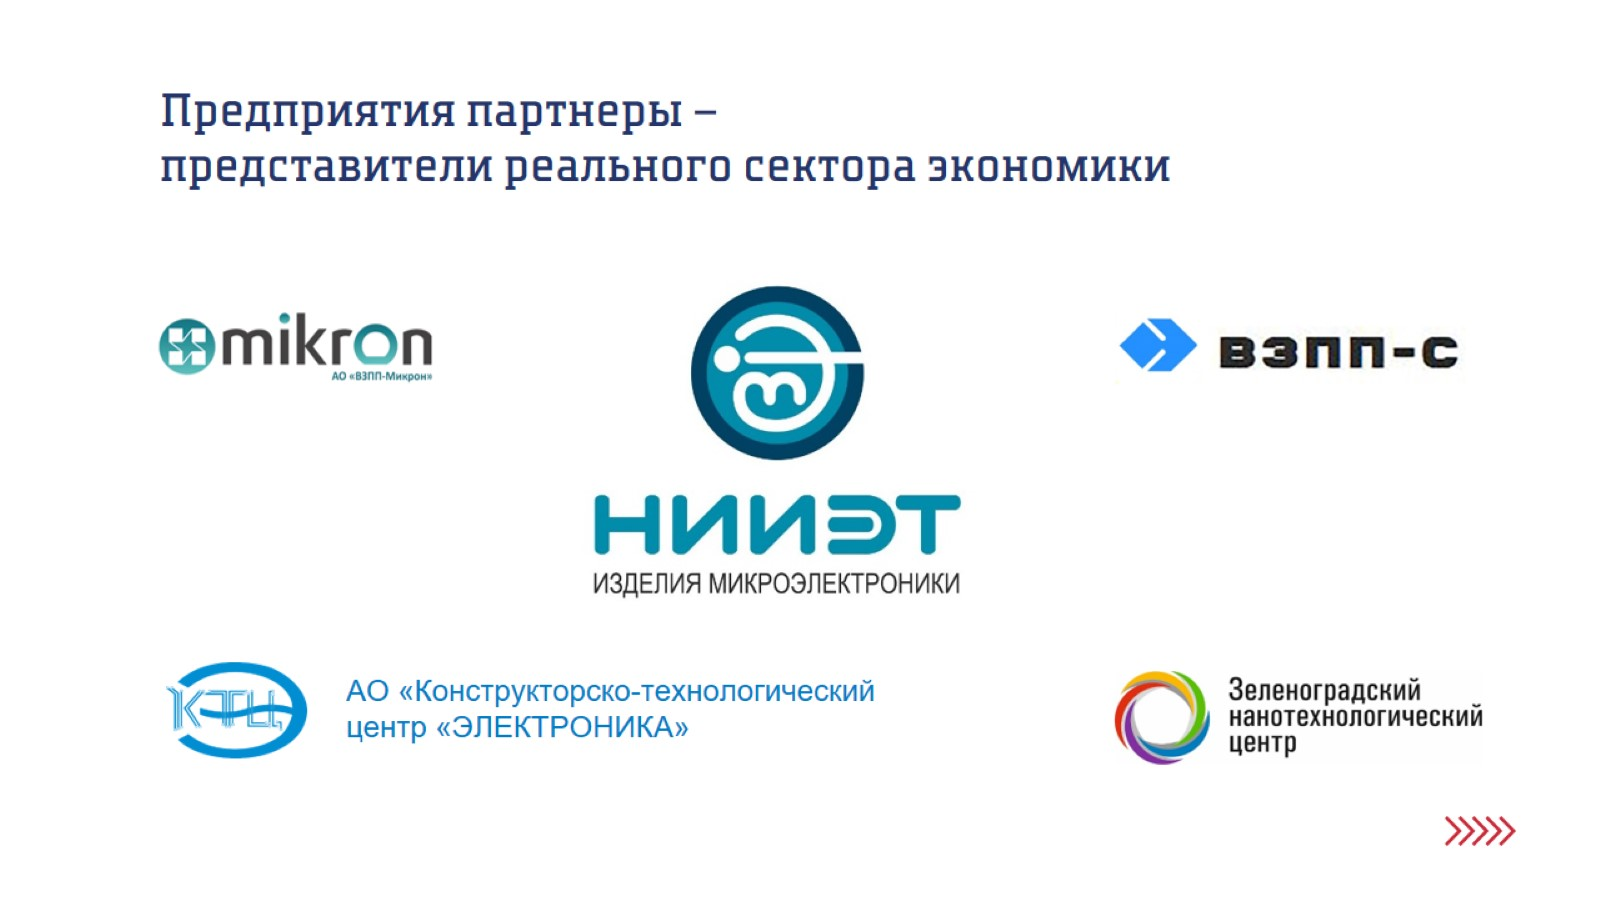 Предприятия партнеры –
представители реального сектора экономики
mikron
АО «ВЗПП-Микрон»
ВЗПП-С
НИИЭТ
ИЗДЕЛИЯ МИКРОЭЛЕКТРОНИКИ
КТЦ
АО «Конструкторско-технологический
центр «ЭЛЕКТРОНИКА»
Зеленоградский
нанотехнологический
центр